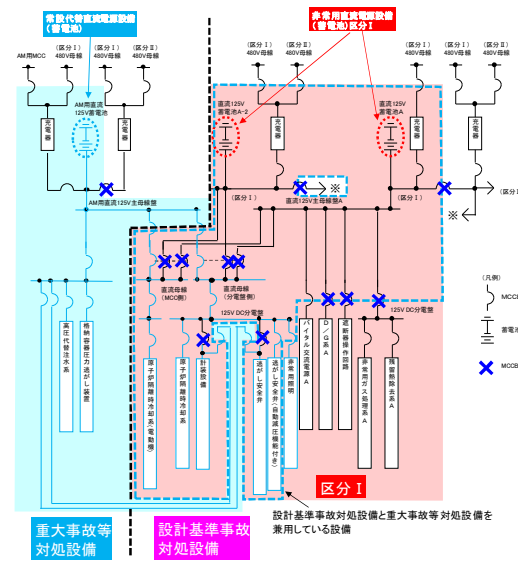 常設代替直流電源設備
(蓄電池)
非常用直流電源設備
(蓄電池)区分Ⅰ
AM用MCC
(区分Ⅰ)
480V母線
(区分Ⅰ)
480V母線
(区分Ⅱ)
480V母線
(区分Ⅰ)
480V母線
(区分Ⅱ)
480V母線
(区分Ⅰ)
480V母線
(区分Ⅰ)
480V母線
(区分Ⅱ)
480V母線
充電器
AM用直流
125V蓄電池
充電器
直流125V
蓄電池A-2
充電器
直流125V
蓄電池A
充電器
充電器
※
(区分Ⅰ)
(区分Ⅰ)
(区分Ⅰ
※
AM用直流125V主母線盤
直流125V主母線盤A
直流母線
(MCC側)
直流母線
(分電盤側)
125V DC分電盤
125V DC分電盤
(凡例)
MCCB
蓄電池
MCCB
高圧代替注水系
格納容器圧力逃がし装置
原子炉隔離時冷却系(電動機)
原子炉隔離時冷却系
計装設備
逃がし安全弁
逃がし安全弁(自動減圧機能付き)
非常用照明
バイタル交流電源A
D/G系A
遮断器操作回路
非常用ガス処理系A
残留熱除去系A
区分Ⅰ
重大事故等
対処設備
設計基準事故
対処設備
設計基準事故対処設備と重大事故等対処設備を
兼用している設備